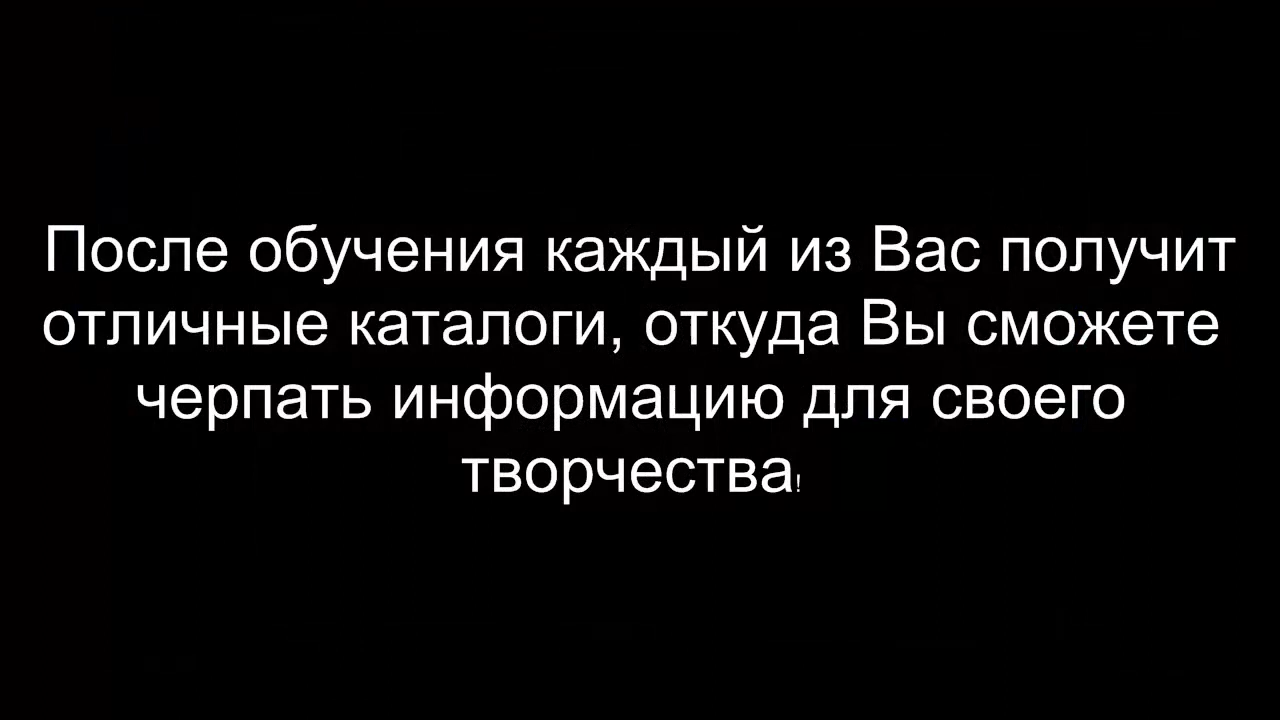 После обучения каждый из Вас получит
отличные каталоги, откуда Вы сможете
черпать информацию для своего
творчества!